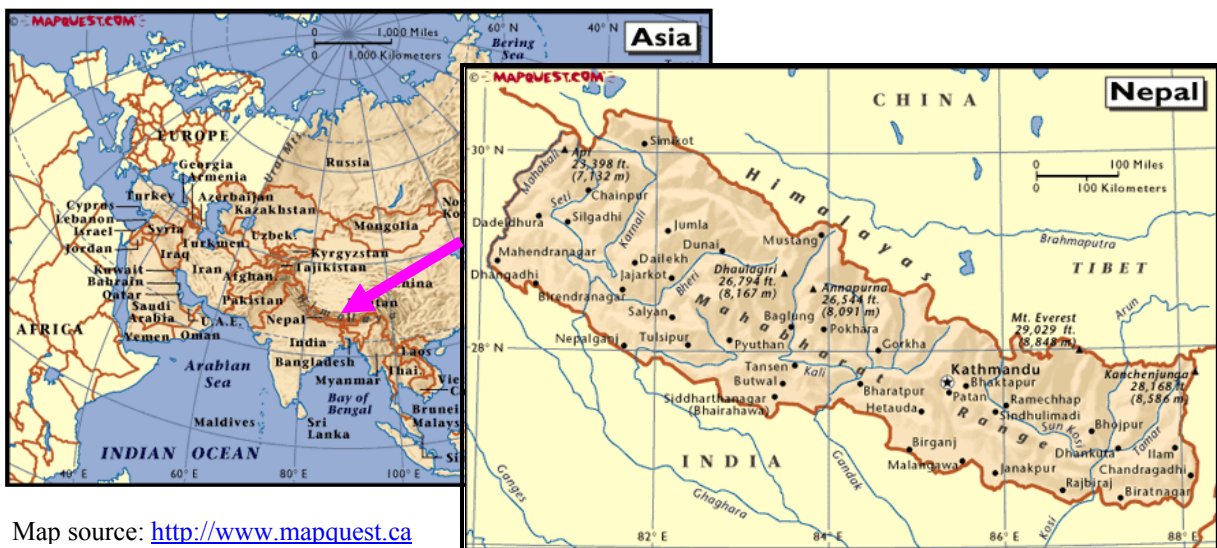 © MAPQUEST.COM
0 1,000 Miles
0 1,000 Kilometers
60° N
40° N
Asia
Bering
Sea
EUROPE
Ural Mts.
Russia
Georgia
Armenia
Turkey
Azerbaijan
Kazakhstan
Cyprus
Lebanon
Israel
Syria
Uzbek.
Mongolia
Jordan
Turkmen.
Kyrgyzstan
Iraq
Tajikistan
Kuwait
Iran
Afghan.
Bahrain
Qatar
Pakistan
Saudi
Arabia
Nepal
AFRICA
U.A.E.
India
Yemen
Oman
Bangladesh
Laos
Arabian
Sea
Thai.
Myanmar
Bay of
Bengal
Maldives
Sri
Lanka
Brunei
Malays
INDIAN OCEAN
40° E
60° E
80° E
100° E
© MAPQUEST.COM
Nepal
CHINA
0 100 Miles
0 100 Kilometers
30° N
Simikot
Api
23,398 ft.
(7,132 m)
Mahakali
Seti
Chainpur
Himalayas
Dadeldhura
Silgadhi
Karnali
Jumla
Mustang
Brahmaputra
Mahendranagar
Dailekh
Dunai
TIBET
Dhangadhi
Jajarkot
Bheri
Dhaulagiri
26,794 ft.
(8,167 m)
Annapurna
26,544 ft.
(8,091 m)
Birendranagar
Arun
Salyan
Mahabharat Range
Baglung
Pokhara
Mt. Everest
29,029 ft.
(8,848 m)
28° N
Nepalganj
Tulsipur
Pyuthan
Gorkha
Tansen
Kali
Kathmandu
Kanchenjunga
28,168 ft
(8,586 m)
Butwal
Bharatpur
Bhaktapur
Patan
Siddharthanagar
(Bhairahawa)
Hetauda
Ramechhap
Sindhulimadi
Sun Kosi
Bhojpur
Tamar
Birganj
Dhankuta
Ilam
INDIA
Malangawa
Janakpur
Chandragadhi
Gandak
Rajbiraj
Biratnagar
Ganges
Ghaghara
Kosi
82° E
84° E
86° E
88° E
Map source: http://www.mapquest.ca